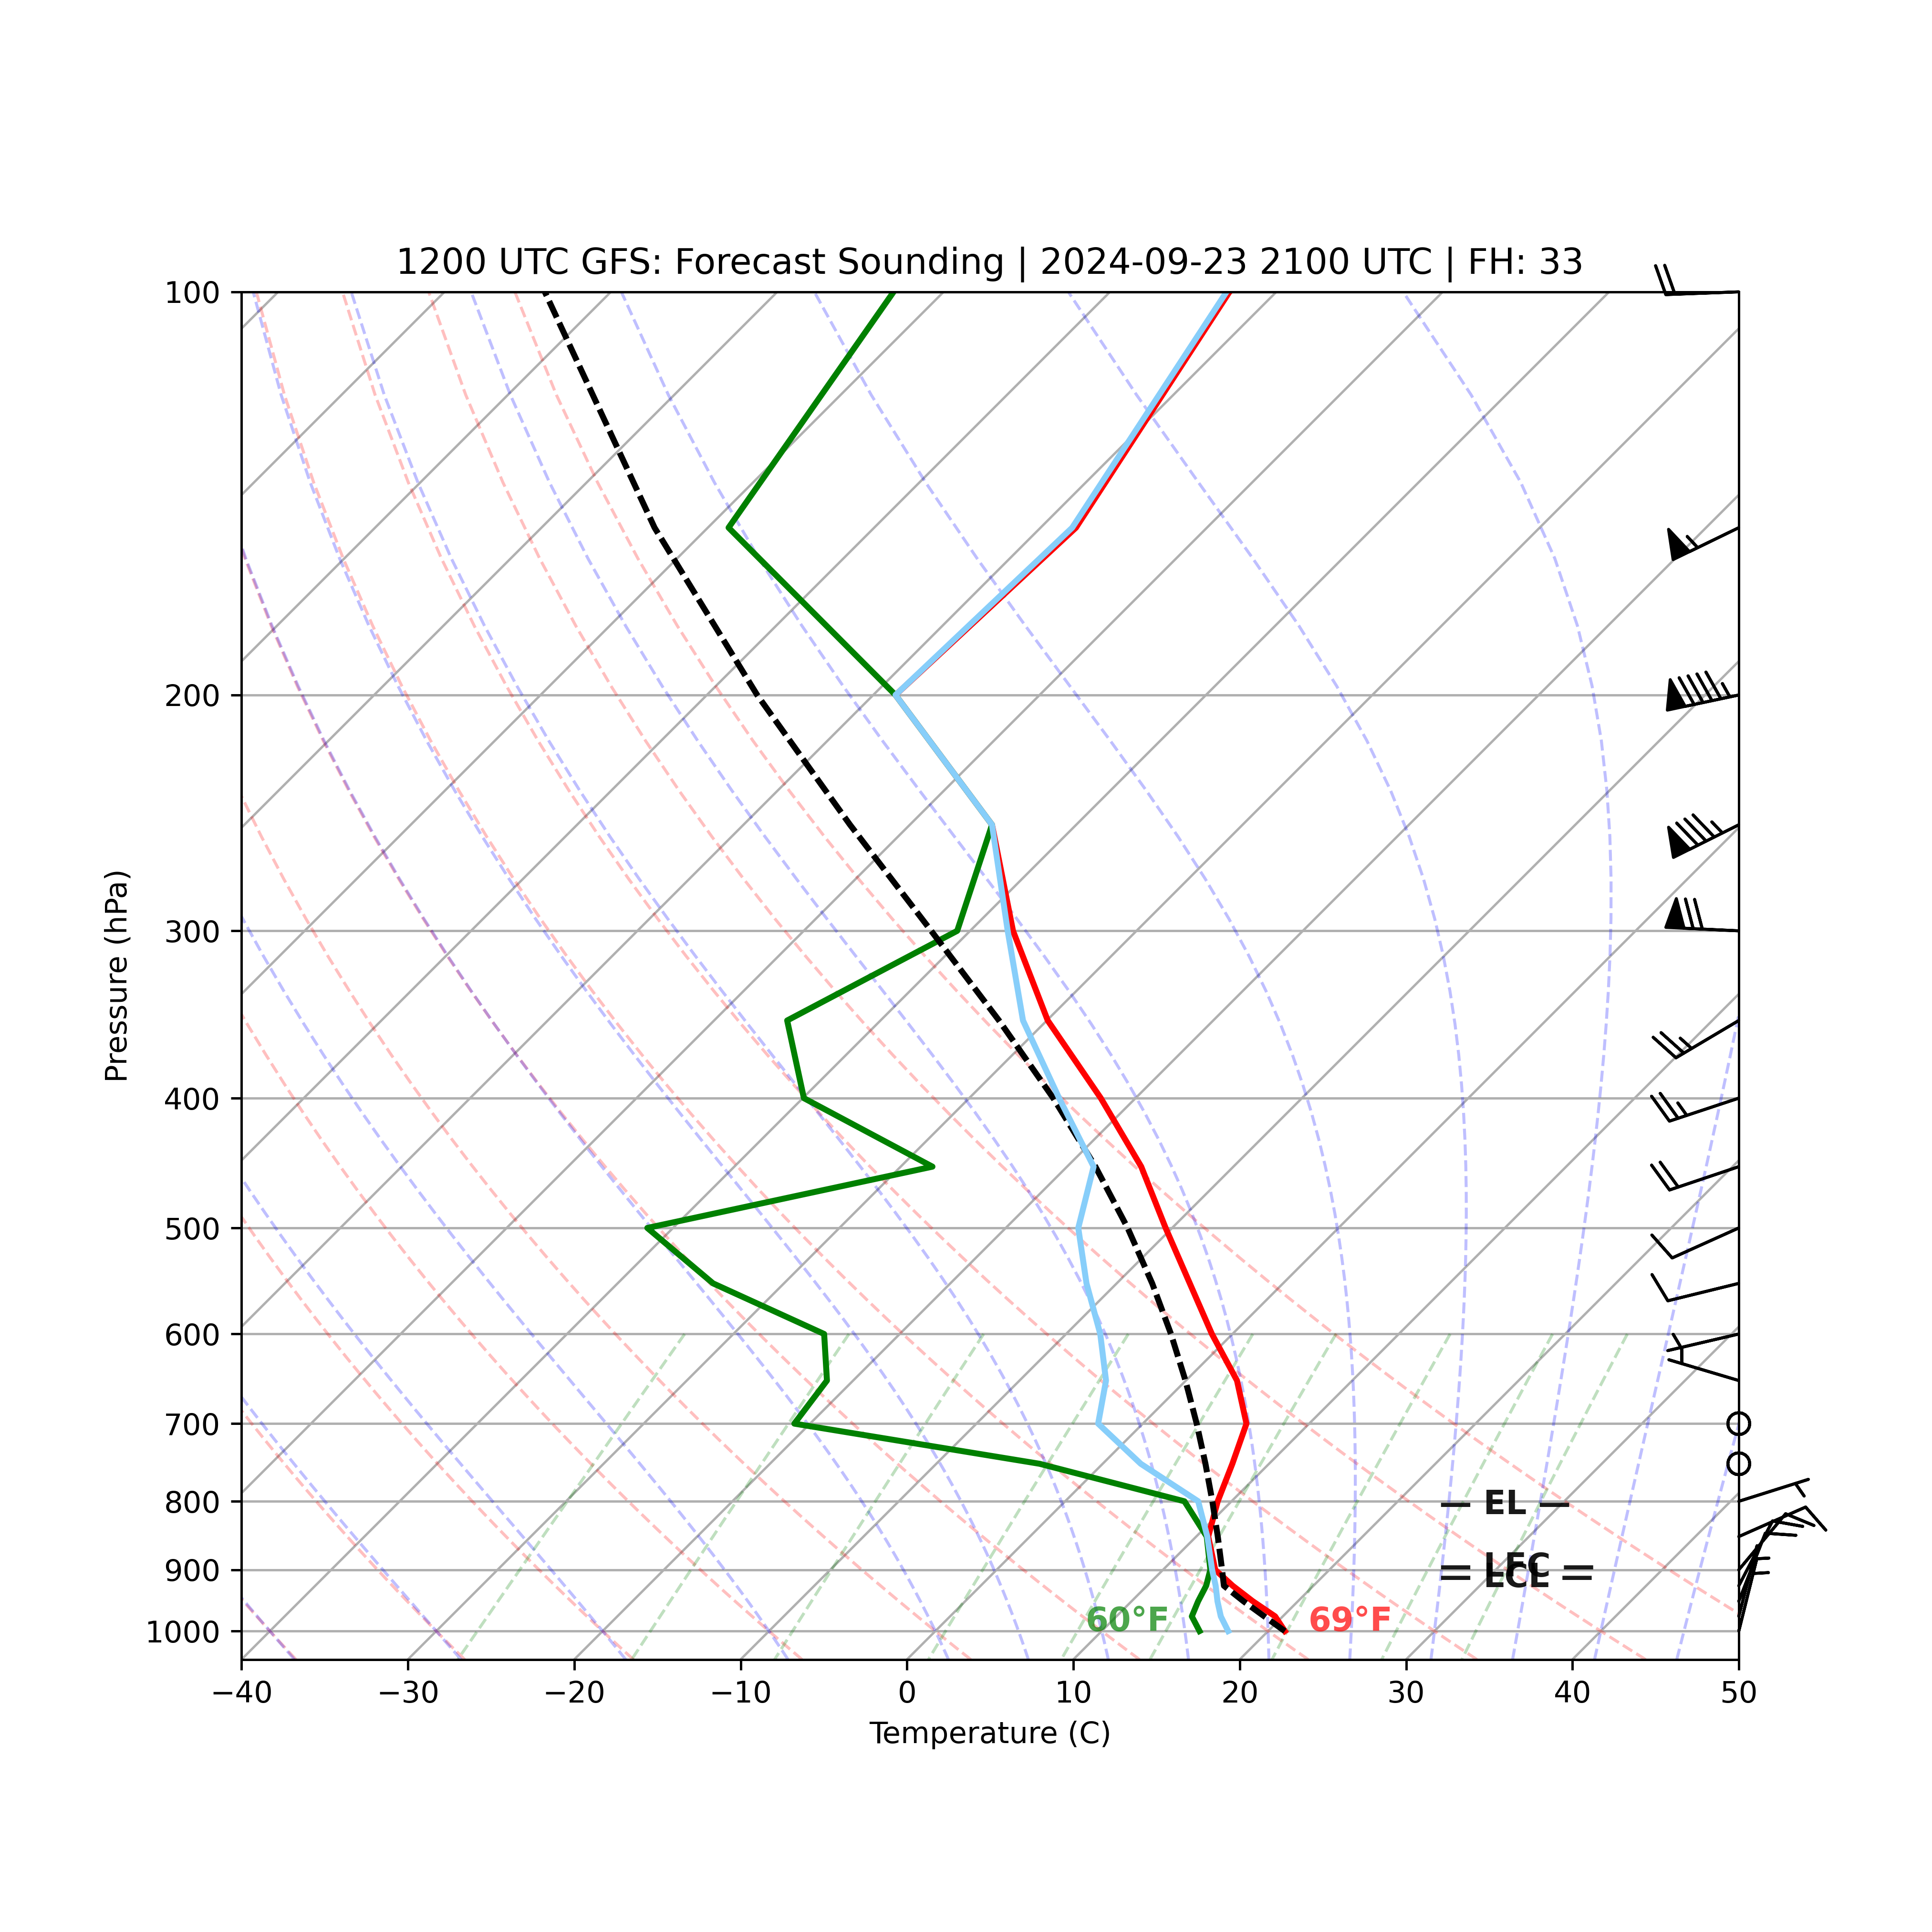 1200 UTC GFS: Forecast Sounding | 2024-09-23 2100 UTC | FH: 33
100
200
300
400
500
600
700
800
900
1000
Pressure (hPa)
EL
LFC
LCL
60°F
69°F
−40 −30 −20 −10 0 10 20 30 40 50
Temperature (C)